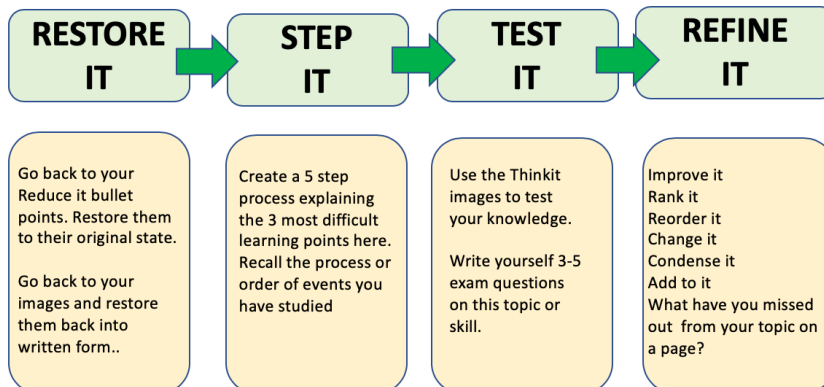 RESTORE
IT
STEP
IT
TEST
IT
REFINE
IT
Go back to your
Reduce it bullet
points. Restore them
to their original state.
Go back to your
images and restore
them back into
written form..
Create a 5 step
process explaining
the 3 most difficult
learning points here.
Recall the process or
order of events you
have studied
Use the Thinkit
images to test
your knowledge.
Write yourself 3-5
exam questions
on this topic or
skill.
Improve it
Rank it
Reorder it
Change it
Condense it
Add to it
What have you missed
out  from your topic on
a page?